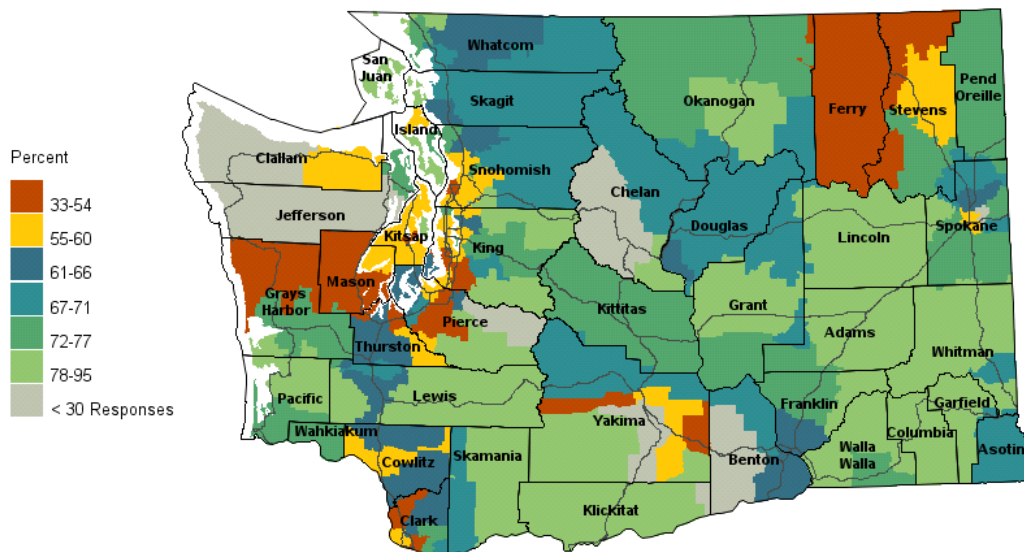 Percent
33-54
55-60
61-66
67-71
72-77
78-95
< 30 Responses
Whatcom
San
Juan
Skagit
Island
Okanogan
Ferry
Stevens
Pend
Oreille
Clallam
Snohomish
Chelan
Jefferson
Kitsap
King
Douglas
Lincoln
Spokane
Mason
Grays
Harbor
Pierce
Kittitas
Grant
Thurston
Adams
Whitman
Pacific
Lewis
Yakima
Franklin
Garfield
Columbia
Wahkiakum
Cowlitz
Skamania
Benton
Walla
Walla
Asotin
Clark
Klickitat